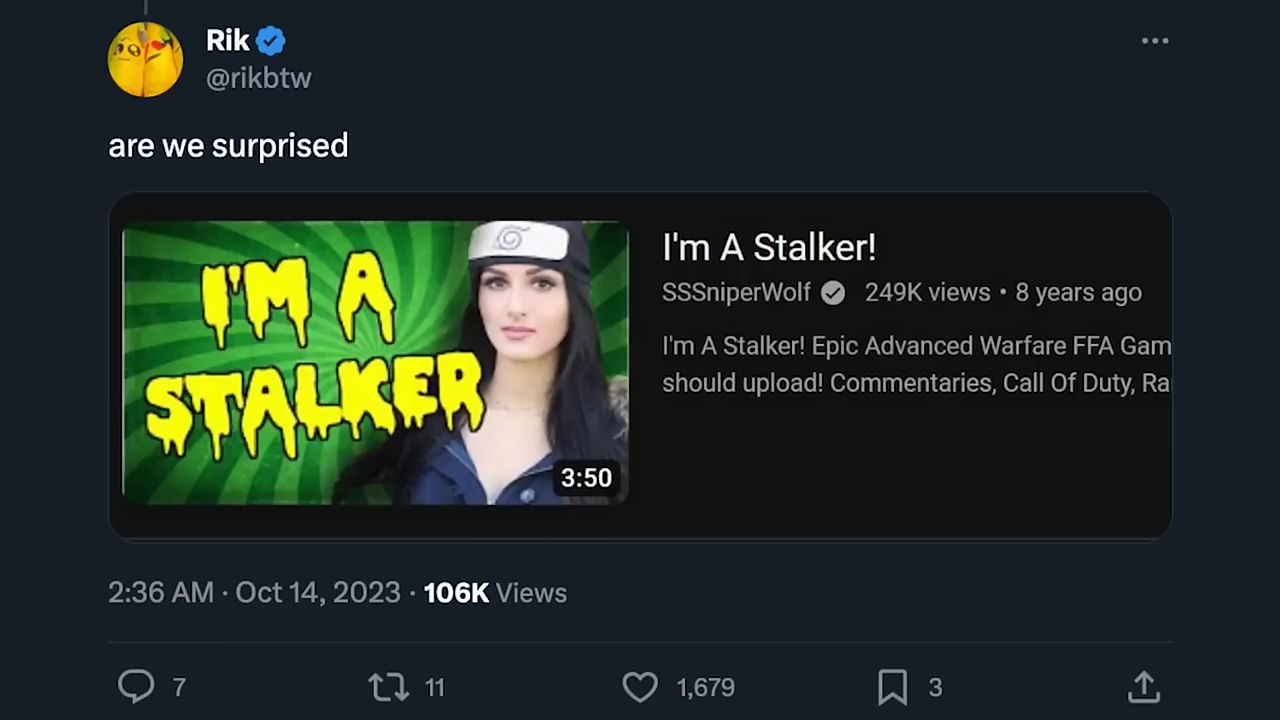 Rik
@rikbtw
are we surprised
I'M A
STALKER
3:50
I'm A Stalker!
SSSniperWolf 249K views • 8 years ago
I'm A Stalker! Epic Advanced Warfare FFA Gam
should upload! Commentaries, Call Of Duty, Ra
2:36 AM · Oct 14, 2023 · 106K Views
7 11 1,679 3